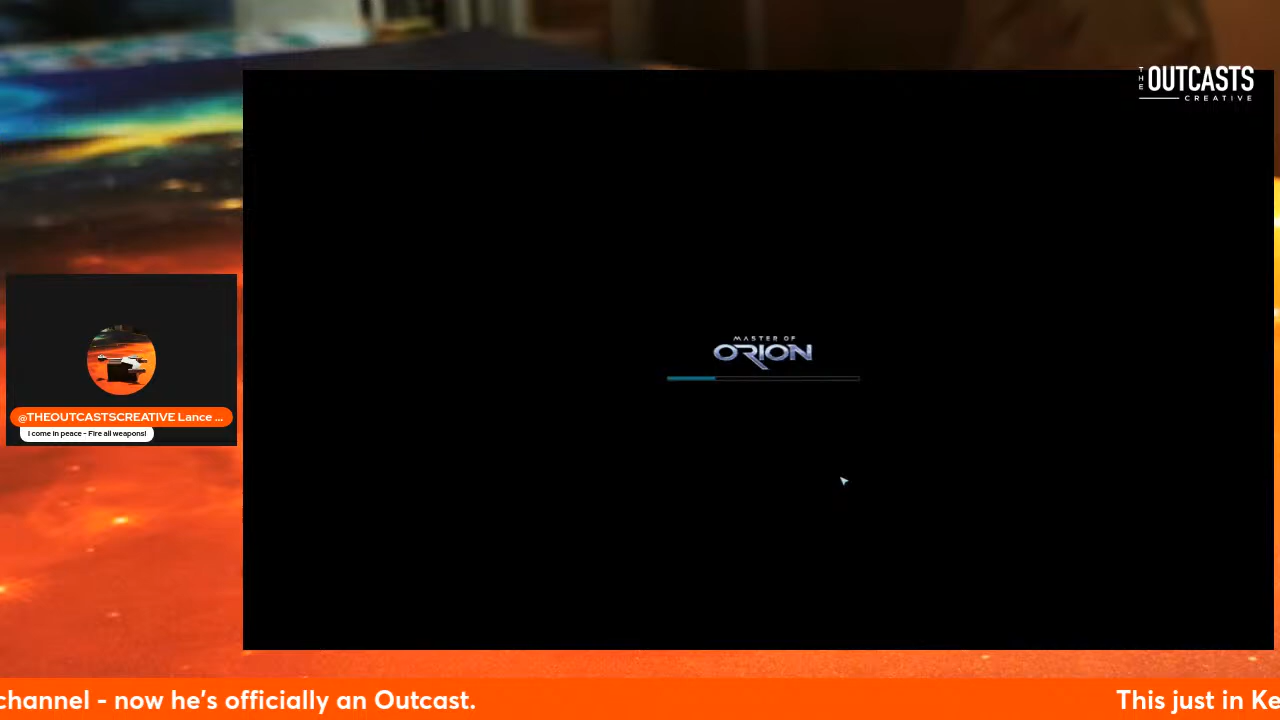 THE OUTCASTS
CREATIVE
MASTER OF
ORION
@THEOUTCASTSCREATIVE Lance ...
I come in peace - Fire all weapons!
channel - now he's officially an Outcast.
This just in Ke